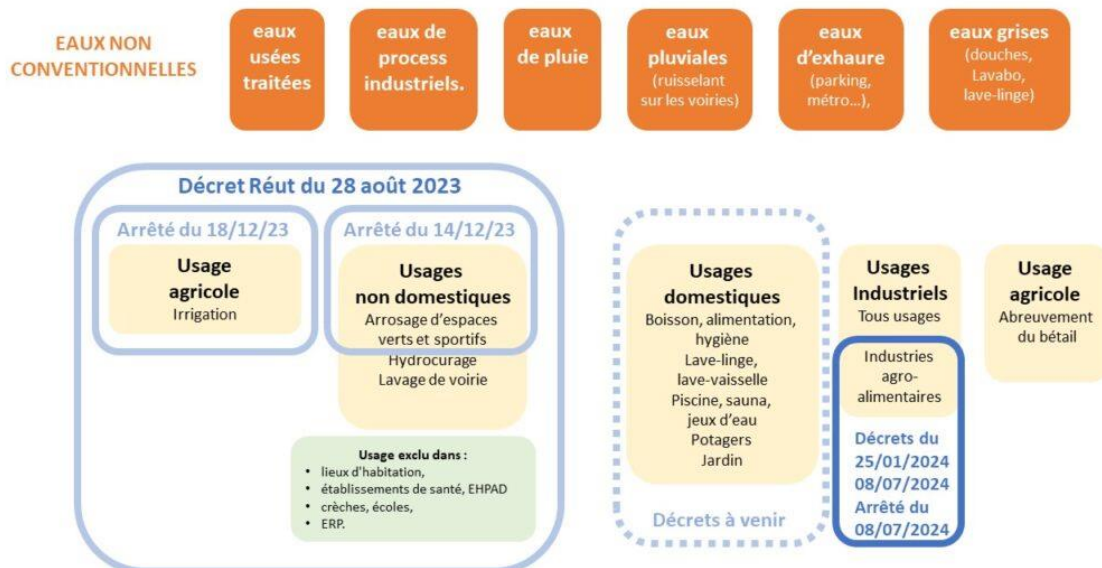 EAUX NON
CONVENTIONNELLES
eaux
usées
traitées
eaux de
process
industriels.
eaux
de pluie
eaux
pluviales
(ruisselant
sur les voiries)
eaux
d’exhaure
(parking,
métro...),
eaux grises
(douches,
Lavabo,
lave-linge)
Décret Réut du 28 août 2023
Arrêté du 18/12/23
Usage
agricole
Irrigation
Arrêté du 14/12/23
Usages
non domestiques
Arrosage d’espaces
verts et sportifs
Hydrocurage
Lavage de voirie
Usage exclu dans :
• lieux d'habitation,
• établissements de santé, EHPAD
• crèches, écoles,
• ERP.
Usages
domestiques
Boisson, alimentation,
hygiène
Lave-linge,
lave-vaisselle
Piscine, sauna,
jeux d’eau
Potagers
Jardin
Décrets à venir
Usages
Industriels
Tous usages
Industries
agro-
alimentaires
Décrets du
25/01/2024
08/07/2024
Arrêté du
08/07/2024
Usage
agricole
Abreuvement
du bétail